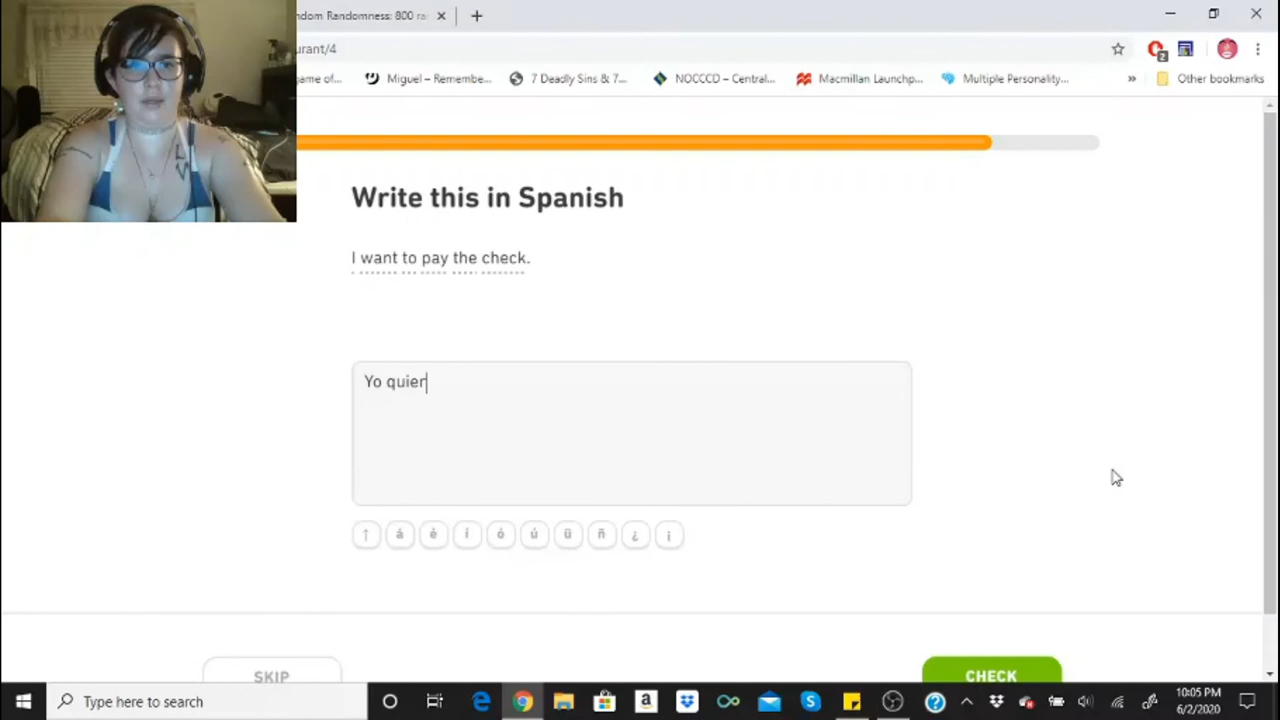 ndom Randomness: 800 ra
urant/4
2
game of...
Miguel – Remembe...
7 Deadly Sins & 7...
NOCCCD – Central...
Macmillan Launchp...
Multiple Personality...
»
Other bookmarks
Write this in Spanish
I want to pay the check.
Yo quier
↑ á é í ó ú ü ñ ¿ ¡
SKIP
CHECK
Type here to search
10:05 PM
6/2/2020